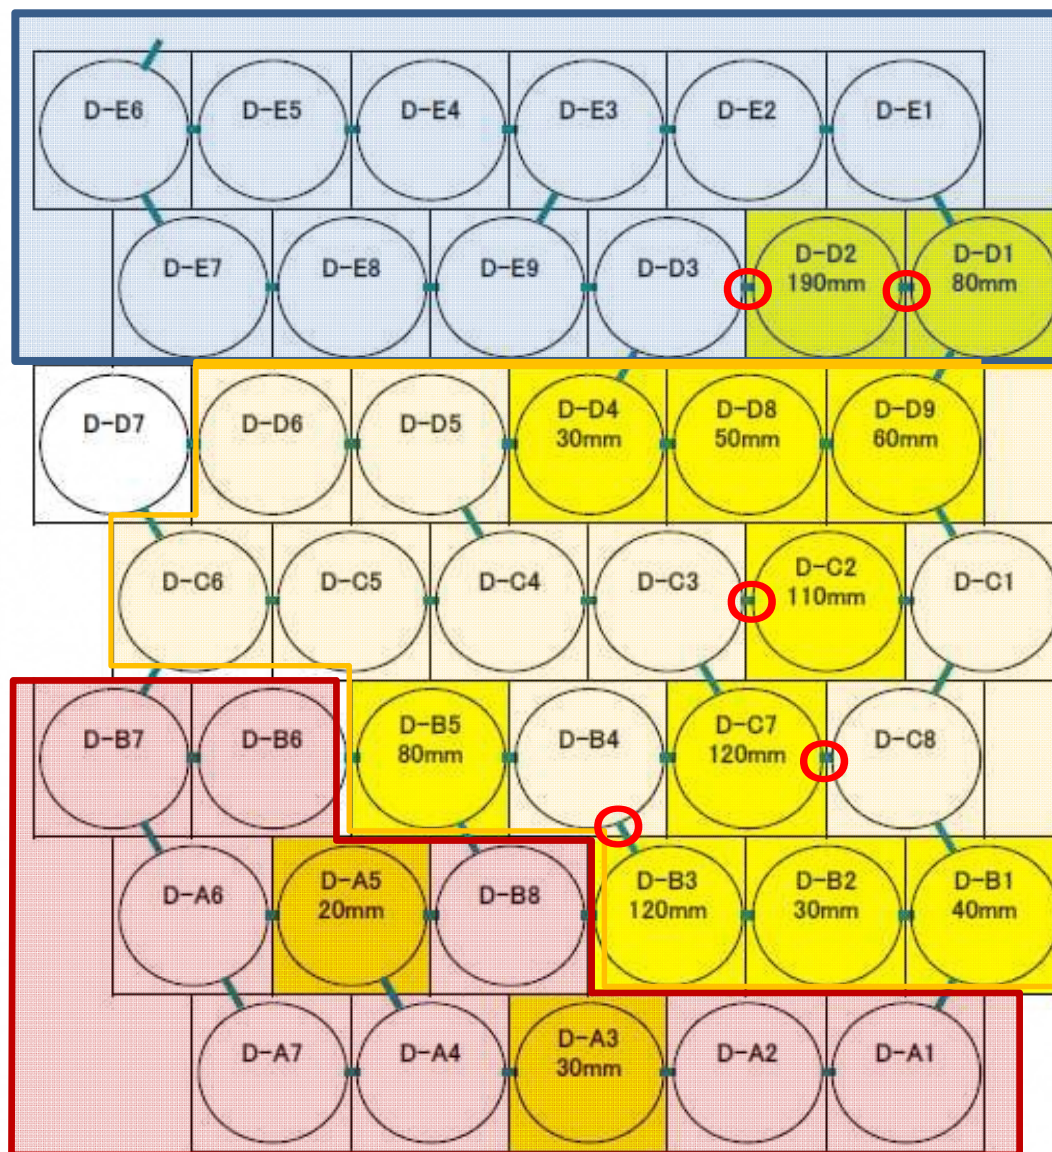 D-E6
D-E5
D-E4
D-E3
D-E2
D-E1
D-E7
D-E8
D-E9
D-D3
D-D2
190mm
D-D1
80mm
D-D7
D-D6
D-D5
D-D4
30mm
D-D8
50mm
D-D9
60mm
D-C6
D-C5
D-C4
D-C3
D-C2
110mm
D-C1
D-B7
D-B6
D-B5
80mm
D-B4
D-C7
120mm
D-C8
D-A6
D-A5
20mm
D-B8
D-B3
120mm
D-B2
30mm
D-B1
40mm
D-A7
D-A4
D-A3
30mm
D-A2
D-A1